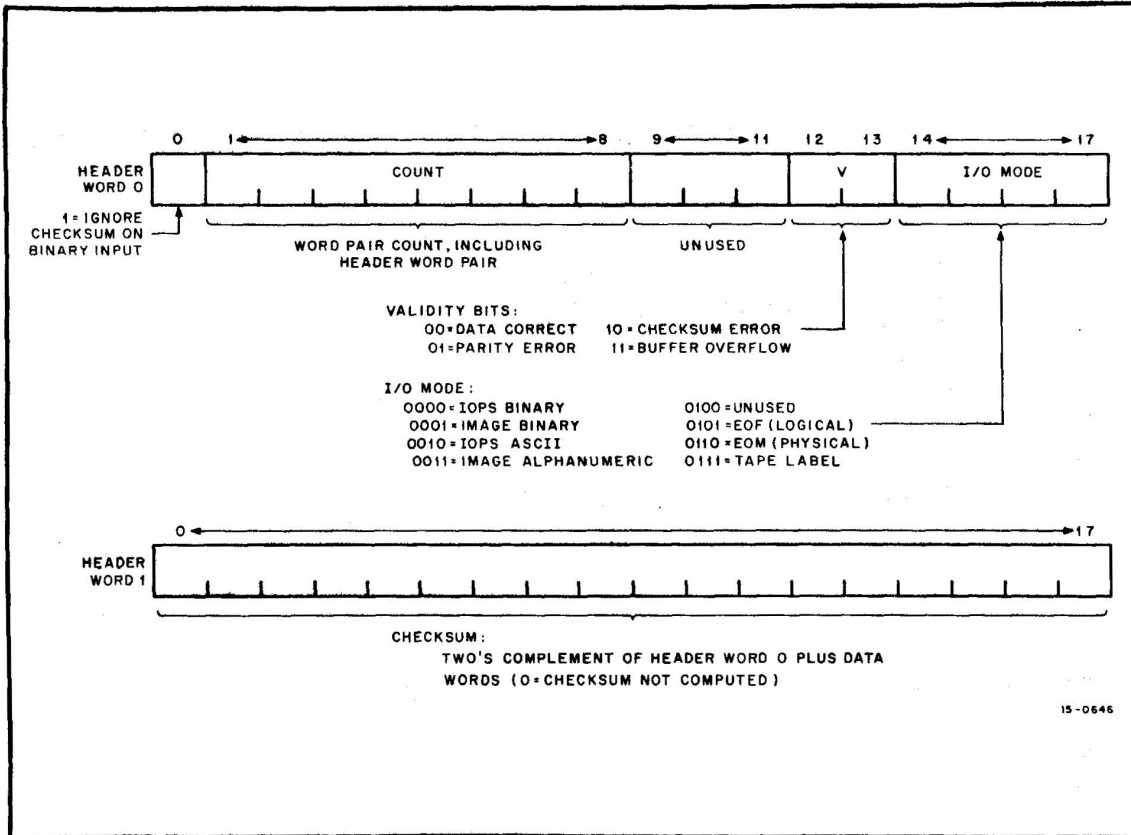 0 1 8 9 11 12 13 14 17
HEADER WORD 0
COUNT V I/O MODE
1 = IGNORE CHECKSUM ON BINARY INPUT
WORD PAIR COUNT, INCLUDING HEADER WORD PAIR
UNUSED
VALIDITY BITS:
00=DATA CORRECT 10=CHECKSUM ERROR
01=PARITY ERROR 11=BUFFER OVERFLOW
I/O MODE:
0000=IOPS BINARY 0100=UNUSED
0001=IMAGE BINARY 0101=EOF (LOGICAL)
0010=IOPS ASCII 0110=EOM (PHYSICAL)
0011=IMAGE ALPHANUMERIC 0111=TAPE LABEL
0 17
HEADER WORD 1
CHECKSUM:
TWO'S COMPLEMENT OF HEADER WORD 0 PLUS DATA
WORDS (0=CHECKSUM NOT COMPUTED)
15-0646